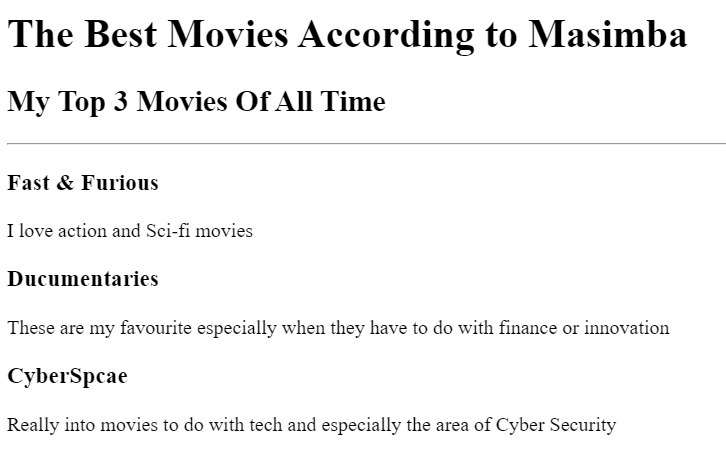 The Best Movies According to Masimba
My Top 3 Movies Of All Time
Fast & Furious
I love action and Sci-fi movies
Ducumentaries
These are my favourite especially when they have to do with finance or innovation
CyberSpcae
Really into movies to do with tech and especially the area of Cyber Security